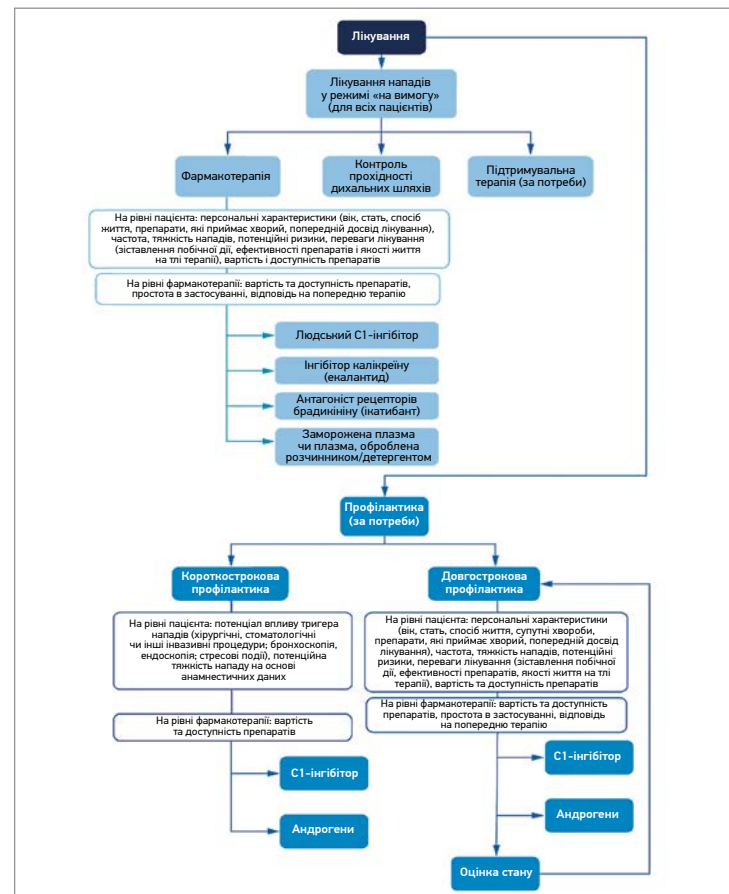 Лікування
Лікування нападів
у режимі «на вимогу»
(для всіх пацієнтів)
Фармакотерапія
Контроль
прохідності
дихальних шляхів
Підтримувальна
терапія (за потреби)
На рівні пацієнта: персональні характеристики (вік, стать, спосіб
життя, препарати, які приймає хворий, попередній досвід лікування),
частота, тяжкість нападів, потенційні ризики, переваги лікування
(зіставлення побічної дії, ефективності препаратів і якості життя
на тлі терапії), вартість і доступність препаратів
На рівні фармакотерапії: вартість та доступність препаратів,
простота в застосуванні, відповідь на попередню терапію
Людський С1-інгібітор
Інгібітор калікреїну
(екалантид)
Антагоніст рецепторів
брадикініну (ікатибант)
Заморожена плазма
чи плазма, оброблена
розчинником/детергентом
Профілактика
(за потреби)
Короткострокова
профілактика
На рівні пацієнта: потенціал впливу тригера
нападів (хірургічні, стоматологічні
чи інші інвазивні процедури; бронхоскопія,
ендоскопія; стресові події), потенційна
тяжкість нападу на основі
анамнестичних даних
На рівні фармакотерапії: вартість
та доступність препаратів
С1-інгібітор
Андрогени
Довгострокова
профілактика
На рівні пацієнта: персональні характеристики
(вік, стать, спосіб життя, супутні хвороби,
препарати, які приймає хворий, попередній досвід
лікування), частота, тяжкість нападів, потенційні
ризики, переваги лікування (зіставлення побічної
дії, ефективності препаратів, якості життя на тлі
терапії), вартість та доступність препаратів
На рівні фармакотерапії: вартість та доступність
препаратів, простота в застосуванні, відповідь
на попередню терапію
С1-інгібітор
Андрогени
Оцінка стану